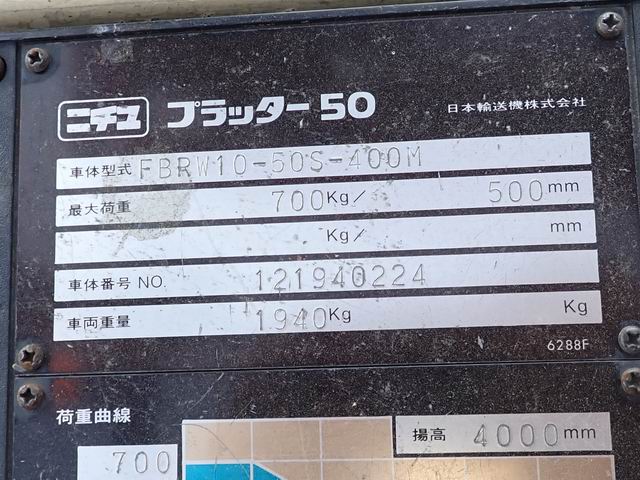 ニチユ プラッター50 日本輸送機株式会社
車体型式 FBRW10-50S-400M
最大荷重 700Kg/ 500mm
Kg/ mm
車体番号 NO. 121940224
車両重量 1940Kg Kg
6288F
荷重曲線
揚高 4000mm
700